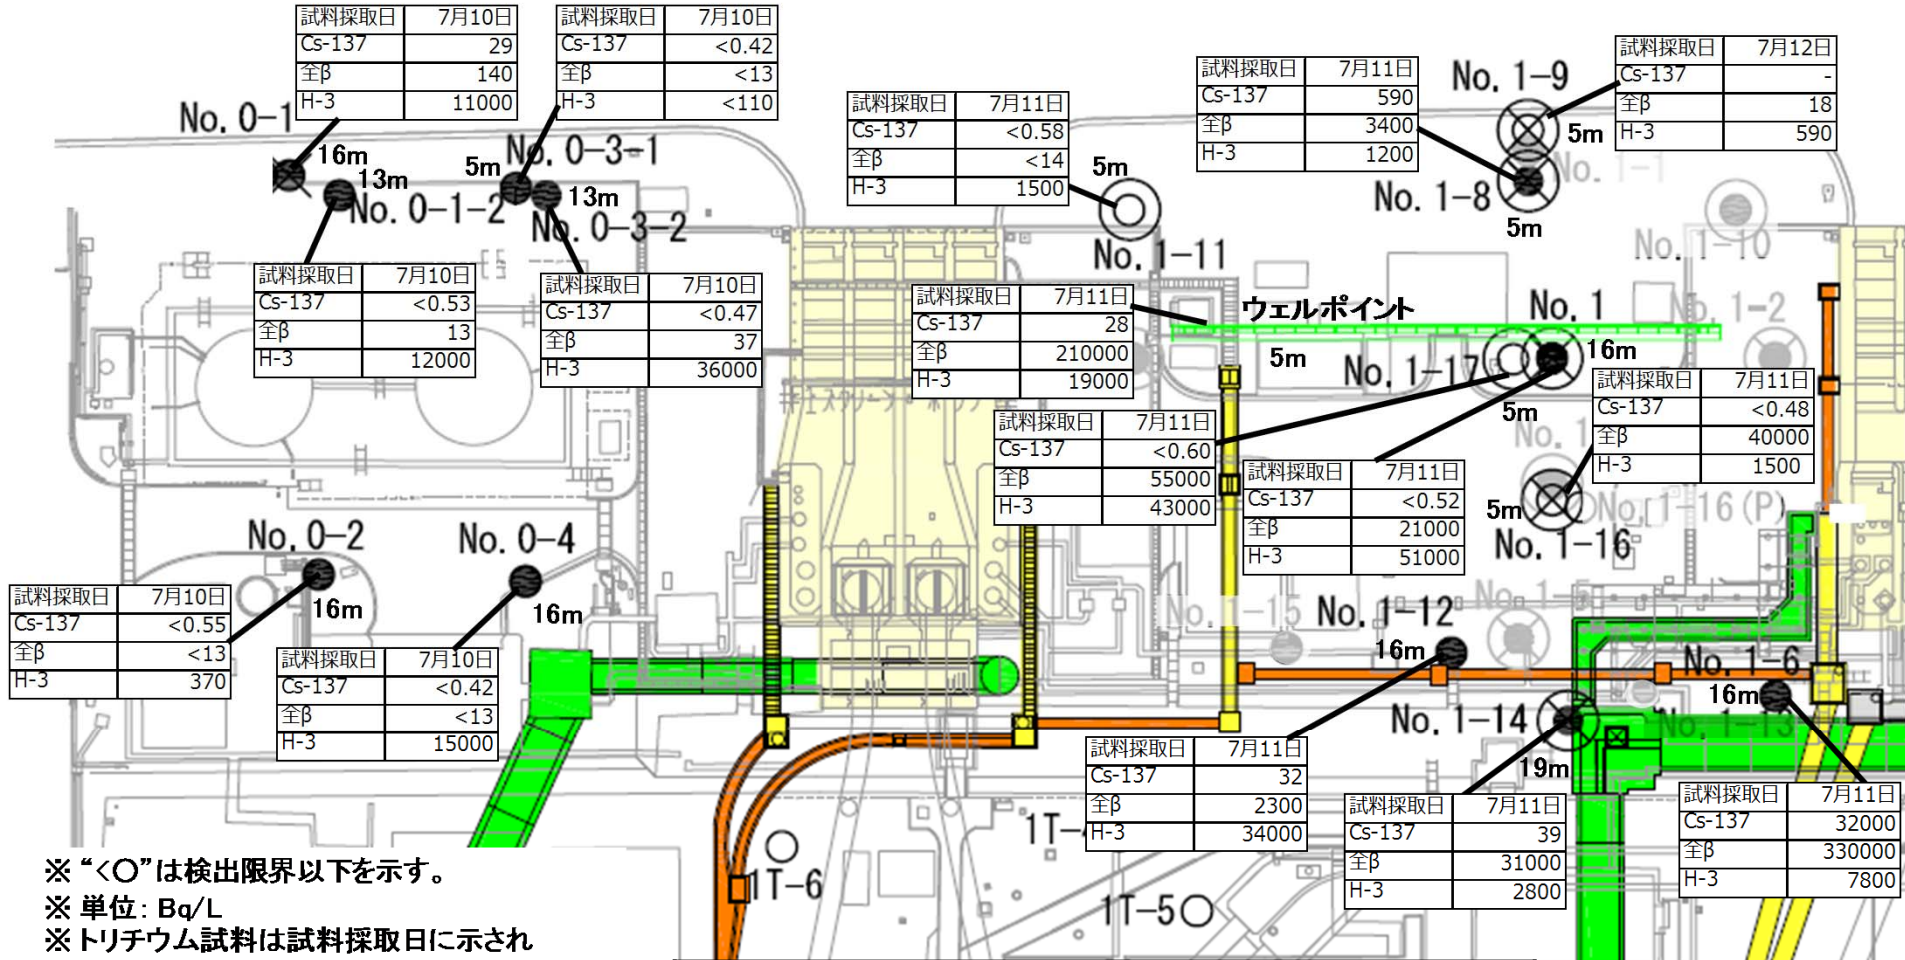 試料採取日 7月10日
Cs-137 29
全β 140
H-3 11000
試料採取日 7月10日
Cs-137 <0.42
全β <13
H-3 <110
試料採取日 7月11日
Cs-137 <0.58
全β <14
H-3 1500
試料採取日 7月11日
Cs-137 590
全β 3400
H-3 1200
試料採取日 7月12日
Cs-137 -
全β 18
H-3 590
No. 0-1
16m
13m
No. 0-1-2
5m
No. 0-3-1
13m
No. 0-3-2
5m
No. 1-11
No. 1-9
5m
No. 1-1
No. 1-8
5m
No. 1-10
試料採取日 7月10日
Cs-137 <0.53
全β 13
H-3 12000
試料採取日 7月10日
Cs-137 <0.47
全β 37
H-3 36000
試料採取日 7月11日
Cs-137 28
全β 210000
H-3 19000
ウェルポイント
5m
No. 1
16m
No. 1-2
No. 1-17
5m
試料採取日 7月11日
Cs-137 <0.60
全β 55000
H-3 43000
試料採取日 7月11日
Cs-137 <0.52
全β 21000
H-3 51000
試料採取日 7月11日
Cs-137 <0.48
全β 40000
H-3 1500
5m
No. 1-16(P)
No. 1-16
No. 0-2
16m
No. 0-4
16m
試料採取日 7月10日
Cs-137 <0.55
全β <13
H-3 370
試料採取日 7月10日
Cs-137 <0.42
全β <13
H-3 15000
No. 1-15
No. 1-12
16m
No. 1-5
No. 1-6
16m
No. 1-13
No. 1-14
19m
試料採取日 7月11日
Cs-137 32
全β 2300
H-3 34000
試料採取日 7月11日
Cs-137 39
全β 31000
H-3 2800
試料採取日 7月11日
Cs-137 32000
全β 330000
H-3 7800
1T-6
1T-5
※ “<○”は検出限界以下を示す。
※ 単位: Bq/L
※ トリチウム試料は試料採取日に示され